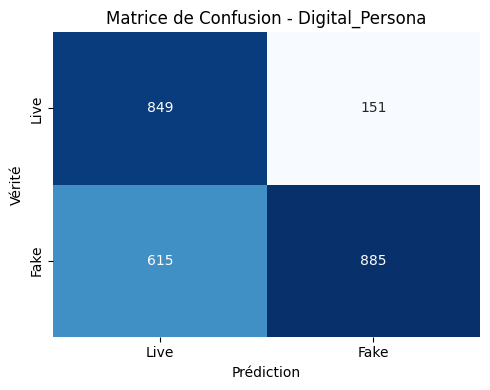 Matrice de Confusion - Digital_Persona
Vérité
Live
849
151
Fake
615
885
Live
Fake
Prédiction